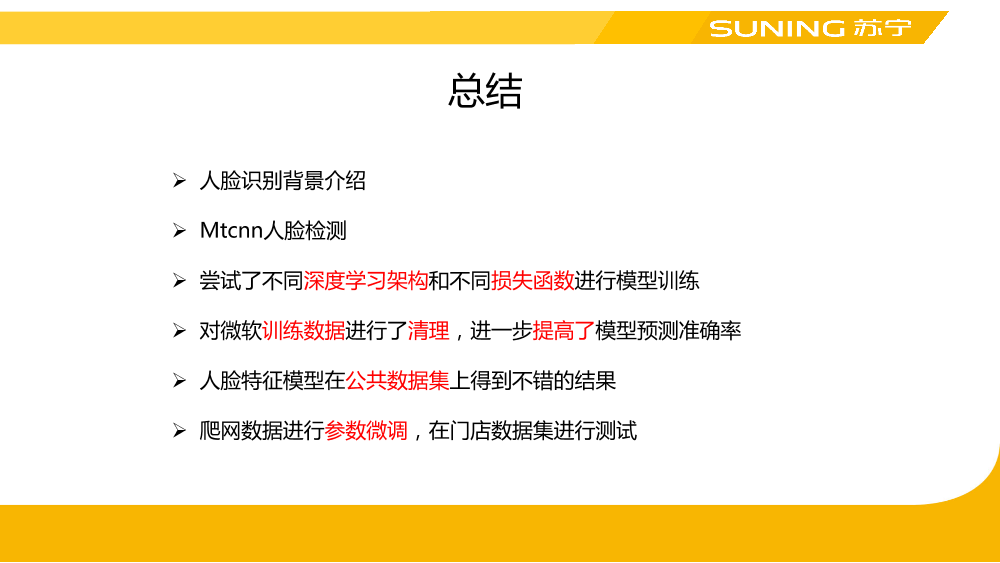 SUNING 苏宁
总结
人脸识别背景介绍
Mtcnn人脸检测
尝试了不同深度学习架构和不同损失函数进行模型训练
对微软训练数据进行了清理，进一步提高了模型预测准确率
人脸特征模型在公共数据集上得到不错的结果
爬网数据进行参数微调，在门店数据集进行测试